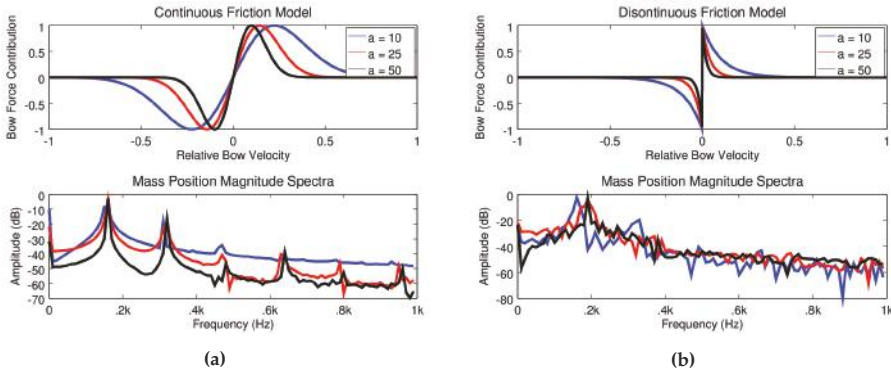 Continuous Friction Model
Bow Force Contribution
1
0.5
0
-0.5
-1
-1
-0.5
0
0.5
1
a = 10
a = 25
a = 50
Relative Bow Velocity
Mass Position Magnitude Spectra
Amplitude (dB)
0
-10
-20
-30
-40
-50
-60
-70
0
.2k
.4k
.6k
.8k
1k
Frequency (Hz)
(a)
Disontinuous Friction Model
Bow Force Contribution
1
0.5
0
-0.5
-1
-1
-0.5
0
0.5
1
a = 10
a = 25
a = 50
Relative Bow Velocity
Mass Position Magnitude Spectra
Amplitude (dB)
0
-20
-40
-60
-80
0
.2k
.4k
.6k
.8k
1k
Frequency (Hz)
(b)